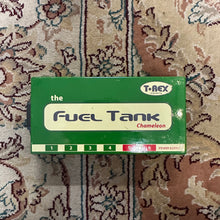 T-REX
the
FUEL TANK
Chameleon
1 2 3 4